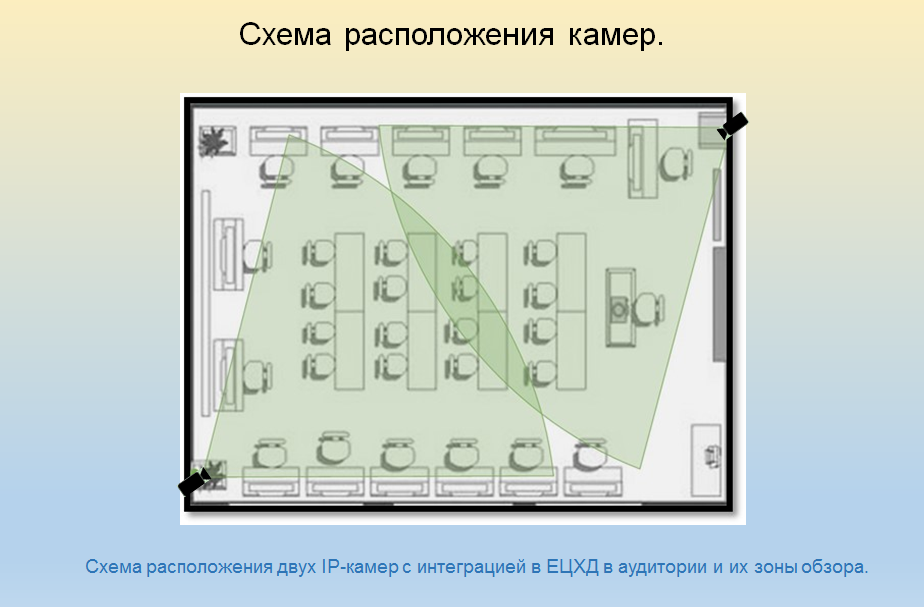 Схема расположения камер.
Схема расположения двух IP-камер с интеграцией в ЕЦХД в аудитории и их зоны обзора.